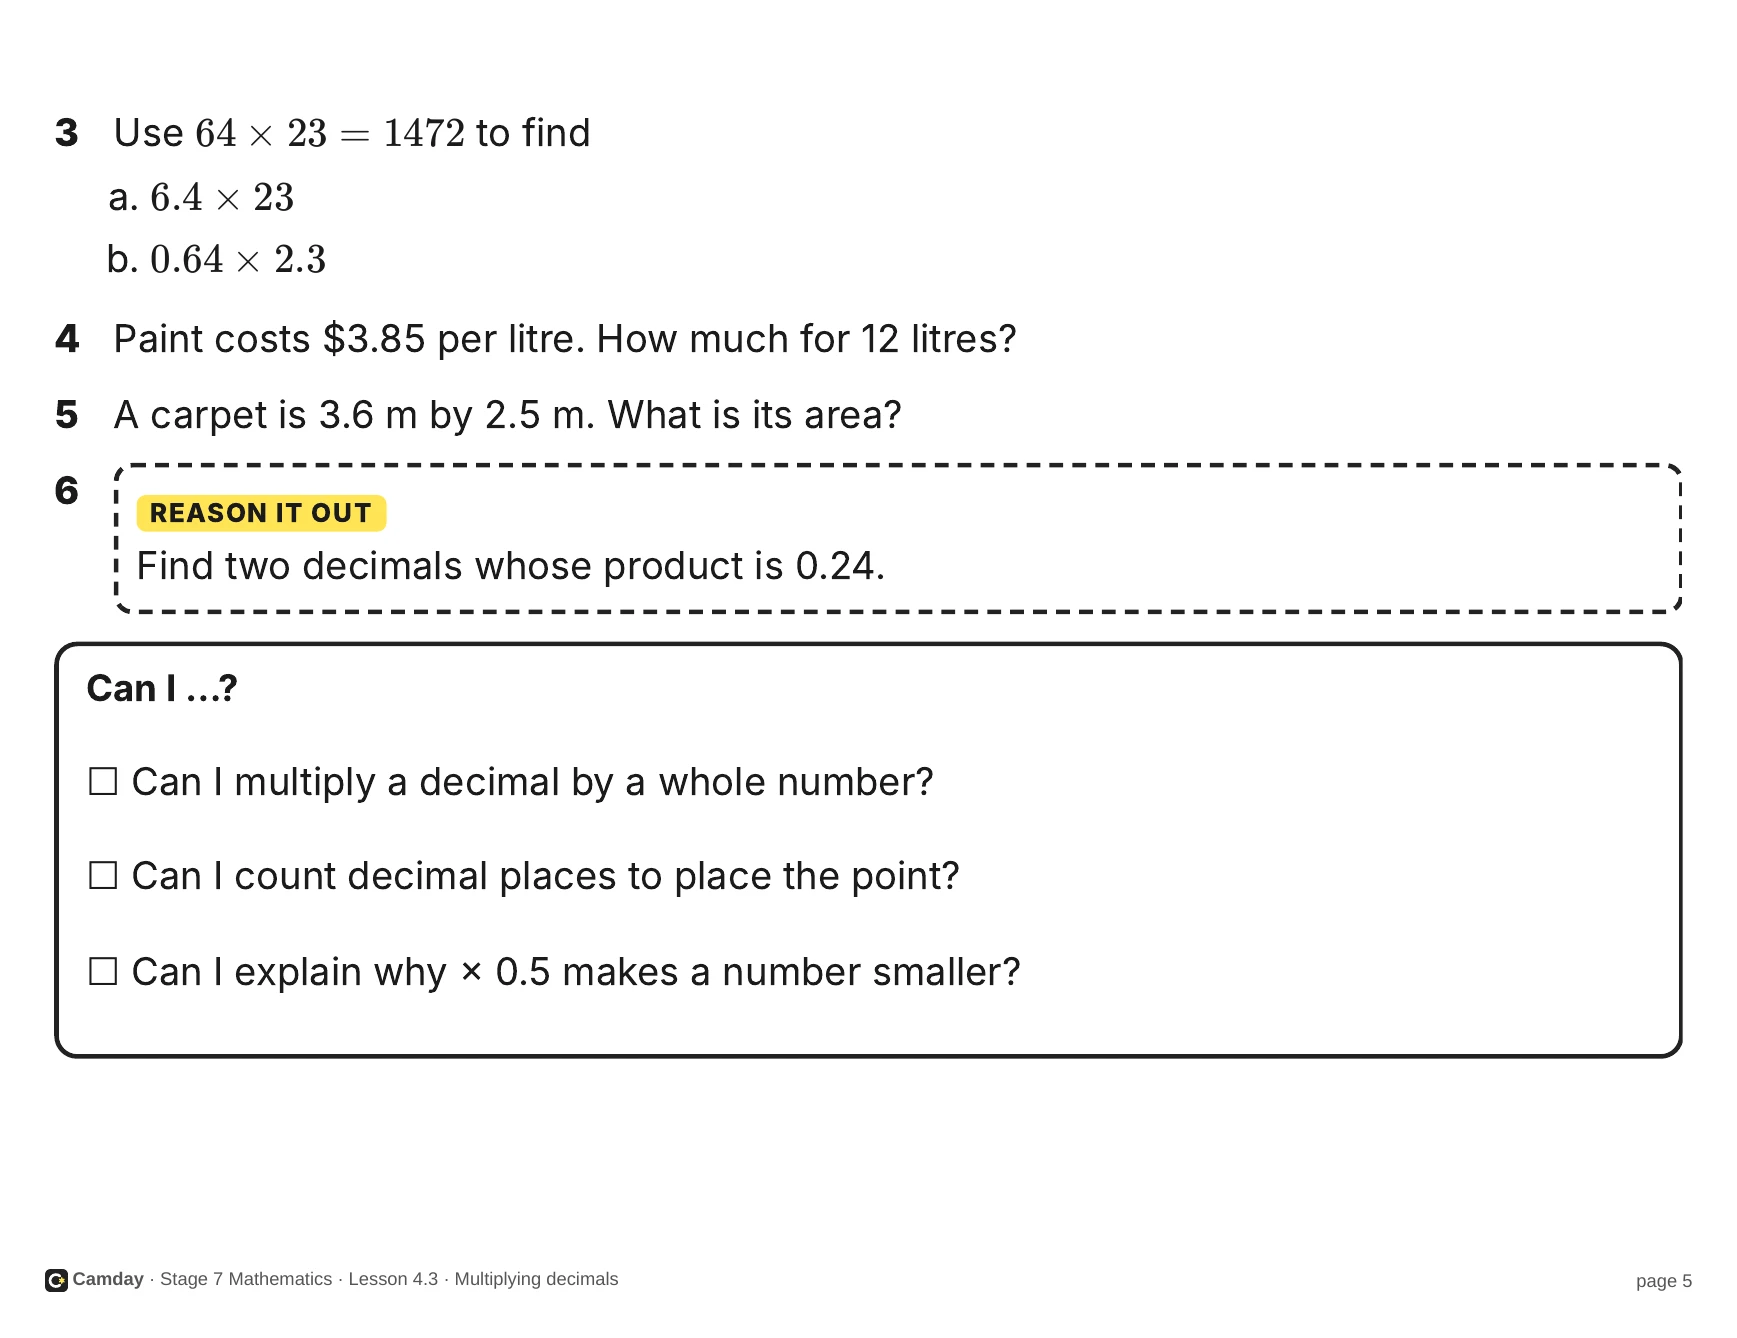 3 Use 64 × 23 = 1472 to find
a. 6.4 × 23
b. 0.64 × 2.3
4 Paint costs $3.85 per litre. How much for 12 litres?
5 A carpet is 3.6 m by 2.5 m. What is its area?
6
REASON IT OUT
Find two decimals whose product is 0.24.
Can I ...?
☐ Can I multiply a decimal by a whole number?
☐ Can I count decimal places to place the point?
☐ Can I explain why × 0.5 makes a number smaller?
Camday · Stage 7 Mathematics · Lesson 4.3 · Multiplying decimals
page 5